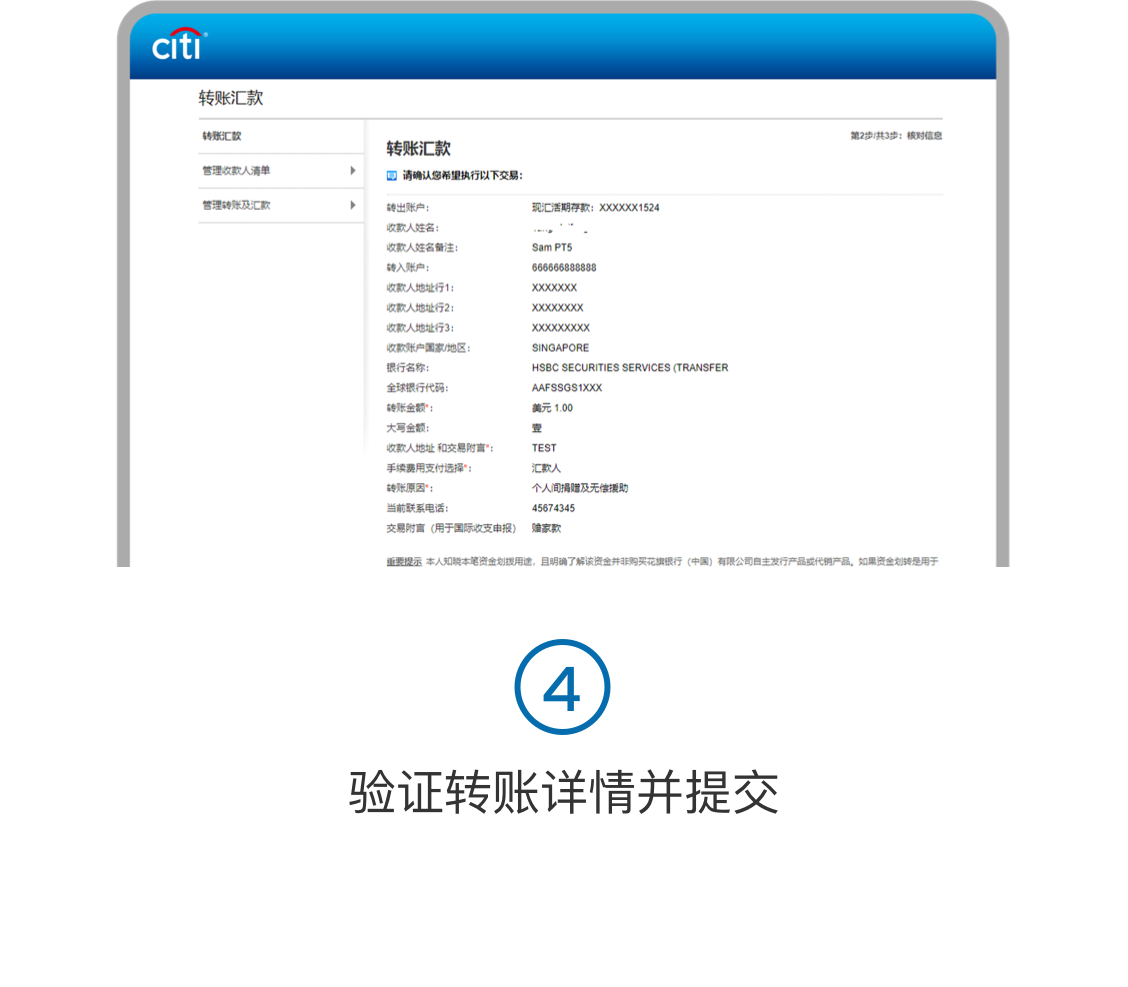 citi
转账汇款
转账汇款
管理收款人清单
管理转账及汇款
第2步/共3步：核对信息
转账汇款
请确认您希望执行以下交易：
转出账户： 现汇活期存款：XXXXXX1524
收款人姓名：
收款人姓名备注： Sam PT5
转入账户： 666666888888
收款人地址行1： XXXXXXX
收款人地址行2： XXXXXXXX
收款人地址行3： XXXXXXXXX
收款账户国家/地区： SINGAPORE
银行名称： HSBC SECURITIES SERVICES (TRANSFER
全球银行代码： AAFSSGS1XXX
转账金额*： 美元 1.00
大写金额： 壹
收款人地址 和交易附言*： TEST
手续费用支付选择*： 汇款人
转账原因*： 个人间捐赠及无偿援助
当前联系电话： 45674345
交易附言（用于国际收支申报） 赡家款
重要提示 本人知晓本笔资金划拨用途，且明确了解该资金并非购买花旗银行（中国）有限公司自主发行产品或代销产品。如果资金划转是用于
4
验证转账详情并提交